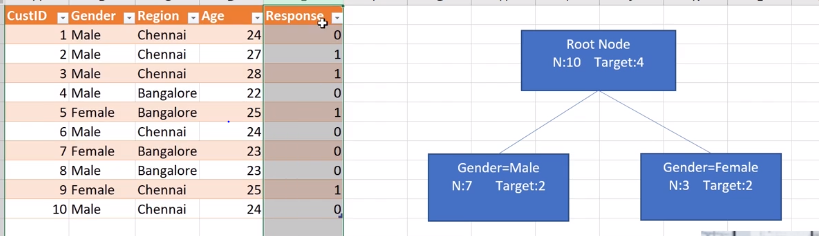 CustID Gender Region Age Response
1 Male Chennai 24 0
2 Male Chennai 27 1
3 Male Chennai 28 1
4 Male Bangalore 22 0
5 Female Bangalore 25 1
6 Male Chennai 24 0
7 Female Bangalore 23 0
8 Male Bangalore 23 0
9 Female Chennai 25 1
10 Male Chennai 24 0
Root Node
N:10 Target:4
Gender=Male
N:7 Target:2
Gender=Female
N:3 Target:2